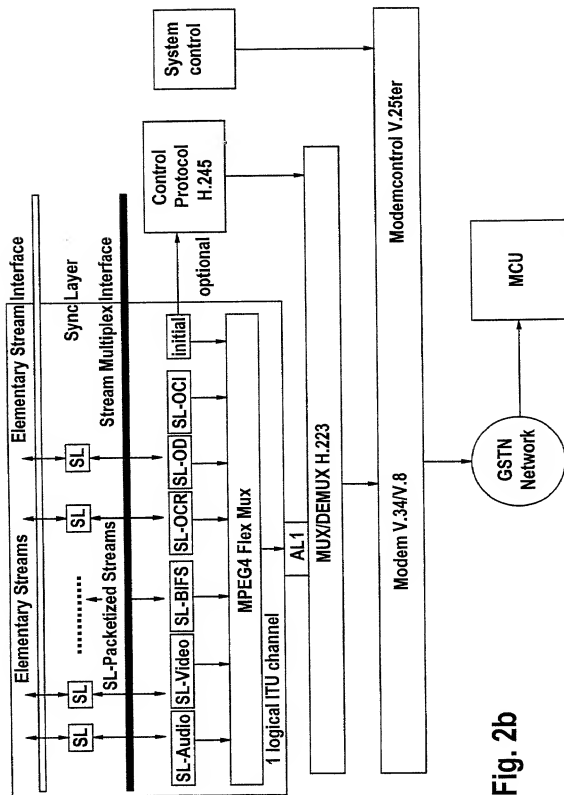 Elementary Streams
Elementary Stream Interface
SL
SL
SL
SL
Sync Layer
SL-Packetized Streams
Stream Multiplex Interface
SL-Audio
SL-Video
SL-BIFS
SL-OCR
SL-OD
SL-OCI
initial
optional
Control
Protocol
H.245
System
control
MPEG4 Flex Mux
1 logical ITU channel
AL1
MUX/DEMUX H.223
Modem V.34/V.8
Modemcontrol V.25ter
GSTN
Network
MCU
Fig. 2b